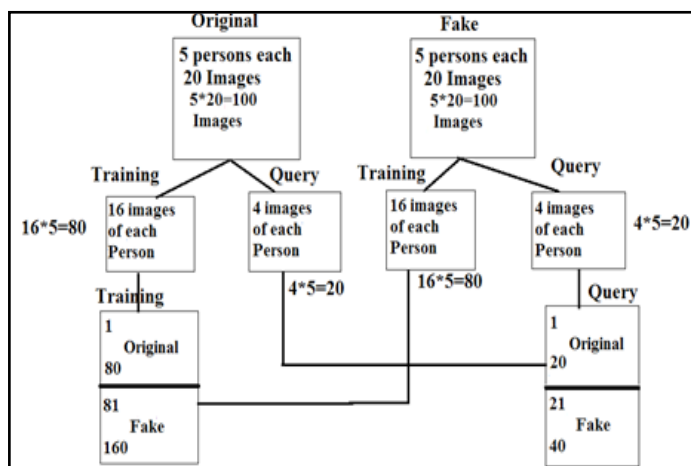 Original
Fake
5 persons each
20 Images
5*20=100
Images
5 persons each
20 Images
5*20=100
Images
Training
Query
Training
Query
16*5=80
16 images
of each
Person
4 images
of each
Person
16 images
of each
Person
4 images
of each
Person
4*5=20
4*5=20
16*5=80
Training
Query
1
Original
80
81
Fake
160
1
Original
20
21
Fake
40